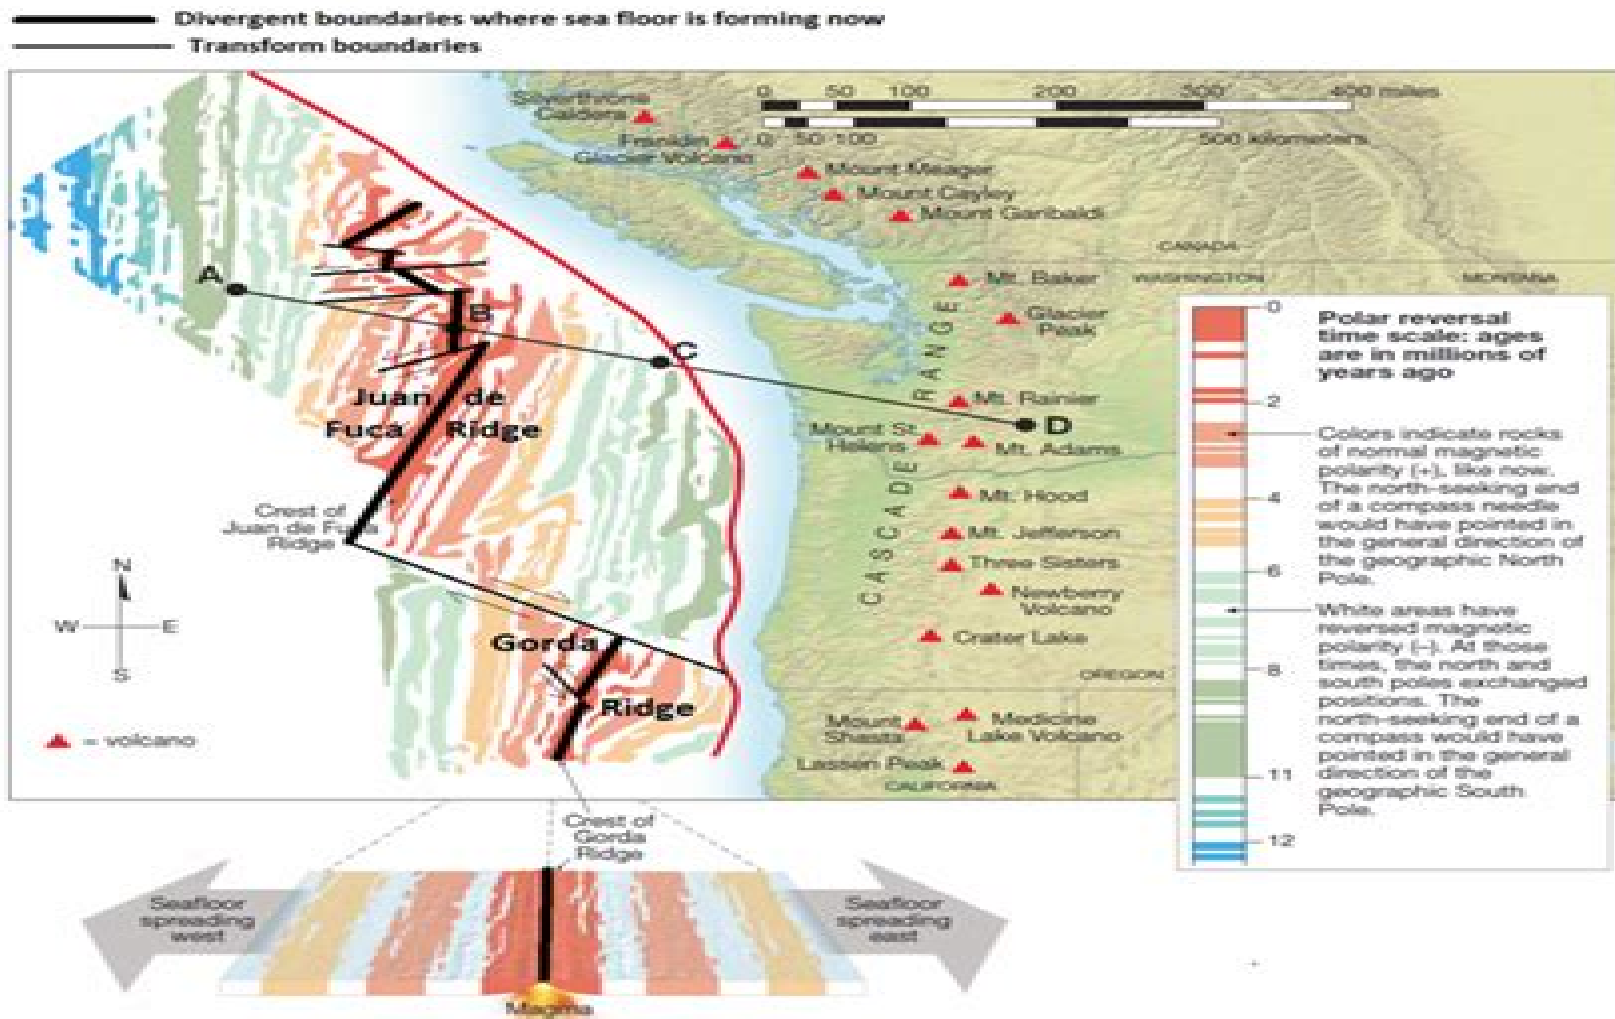 Divergent boundaries where sea floor is forming now
Transform boundaries
0 50 100 200 300 400 miles
0 50 100 500 kilometers
Silverthrone
Caldera
Franklin
Glacier Volcano
Mount Meager
Mount Cayley
Mount Garibaldi
CANADA
WASHINGTON
MONTANA
Mt. Baker
Glacier
Peak
A
B
C
D
CASCADE RANGE
Mt. Rainier
Mount St.
Helens
Mt. Adams
Juan de
Fuca Ridge
Mt. Hood
Crest of
Juan de Fuca
Ridge
Mt. Jefferson
Three Sisters
Newberry
Volcano
N
W E
S
Crater Lake
Gorda
Ridge
OREGON
Mount
Shasta
Medicine
Lake Volcano
Lassen Peak
CALIFORNIA
= volcano
0
2
4
6
8
11
12
Polar reversal
time scale: ages
are in millions of
years ago
Colors indicate rocks
of normal magnetic
polarity (+), like now.
The north-seeking end
of a compass needle
would have pointed in
the general direction of
the geographic North
Pole.
White areas have
reversed magnetic
polarity (–). At those
times, the north and
south poles exchanged
positions. The
north-seeking end of a
compass would have
pointed in the general
direction of the
geographic South
Pole.
Crest of
Gorda
Ridge
Seafloor
spreading
west
Seafloor
spreading
east
Magma